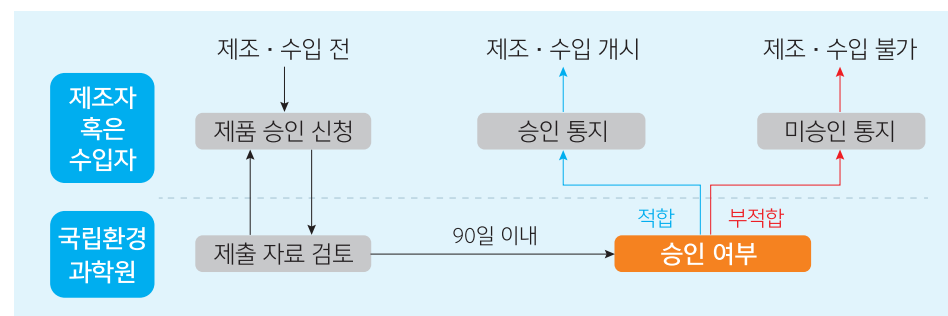 제조 · 수입 전
제조 · 수입 개시
제조 · 수입 불가
제조자
혹은
수입자
제품 승인 신청
승인 통지
미승인 통지
적합
부적합
국립환경
과학원
제출 자료 검토
90일 이내
승인 여부